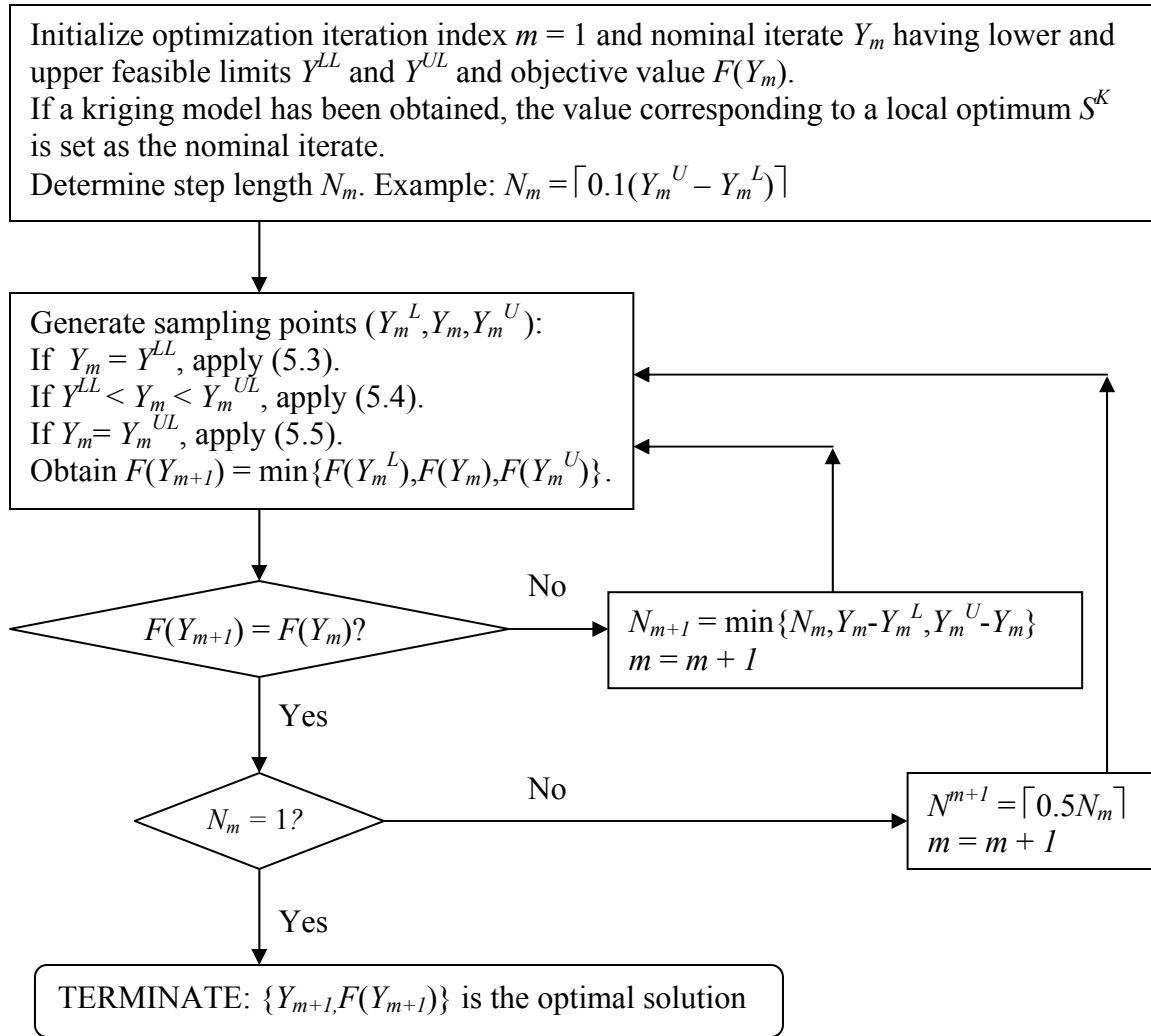 Initialize optimization iteration index m = 1 and nominal iterate Y_m having lower and
upper feasible limits Y^{LL} and Y^{UL} and objective value F(Y_m).
If a kriging model has been obtained, the value corresponding to a local optimum S^K
is set as the nominal iterate.
Determine step length N_m. Example: N_m = ⌈0.1(Y_m^U – Y_m^L)⌉
Generate sampling points (Y_m^L,Y_m,Y_m^U):
If Y_m = Y^{LL}, apply (5.3).
If Y^{LL} < Y_m < Y_m^{UL}, apply (5.4).
If Y_m= Y_m^{UL}, apply (5.5).
Obtain F(Y_{m+1}) = min{F(Y_m^L),F(Y_m),F(Y_m^U)}.
F(Y_{m+1}) = F(Y_m)?
No
N_{m+1} = min{N_m,Y_m-Y_m^L,Y_m^U-Y_m}
m = m + 1
Yes
N_m = 1?
No
N^{m+1} = ⌈0.5N_m⌉
m = m + 1
Yes
TERMINATE: {Y_{m+1},F(Y_{m+1})} is the optimal solution